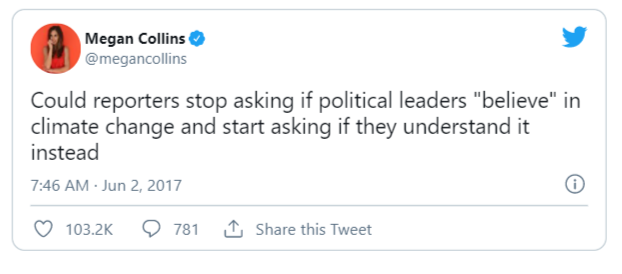 Megan Collins
@megancollins
Could reporters stop asking if political leaders "believe" in
climate change and start asking if they understand it
instead
7:46 AM · Jun 2, 2017
103.2K 781 Share this Tweet